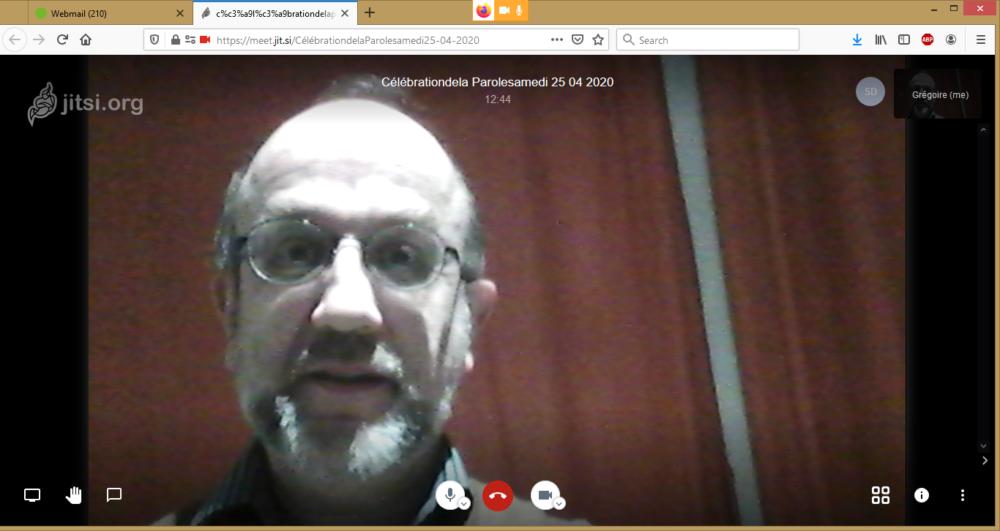 Webmail (210)
c%c3%a9l%c3%a9brationdelap
https://meet.jit.si/CélébrationdelaParolesamedi25-04-2020
Search
ABP
jitsi.org
Célébrationdela Parolesamedi 25 04 2020
12:44
SD
Grégoire (me)